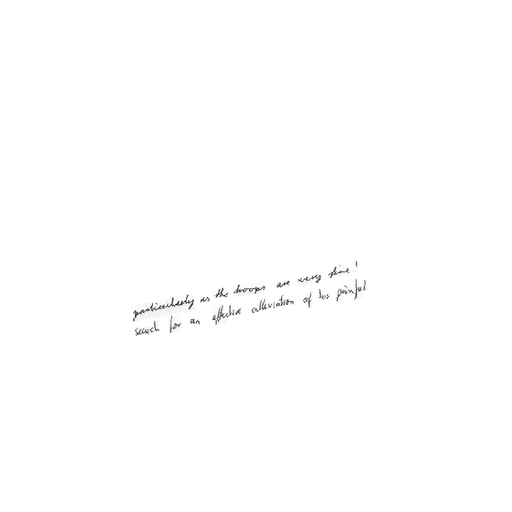 particularly as the troops are very fine!
search for an effective alleviation of his painful